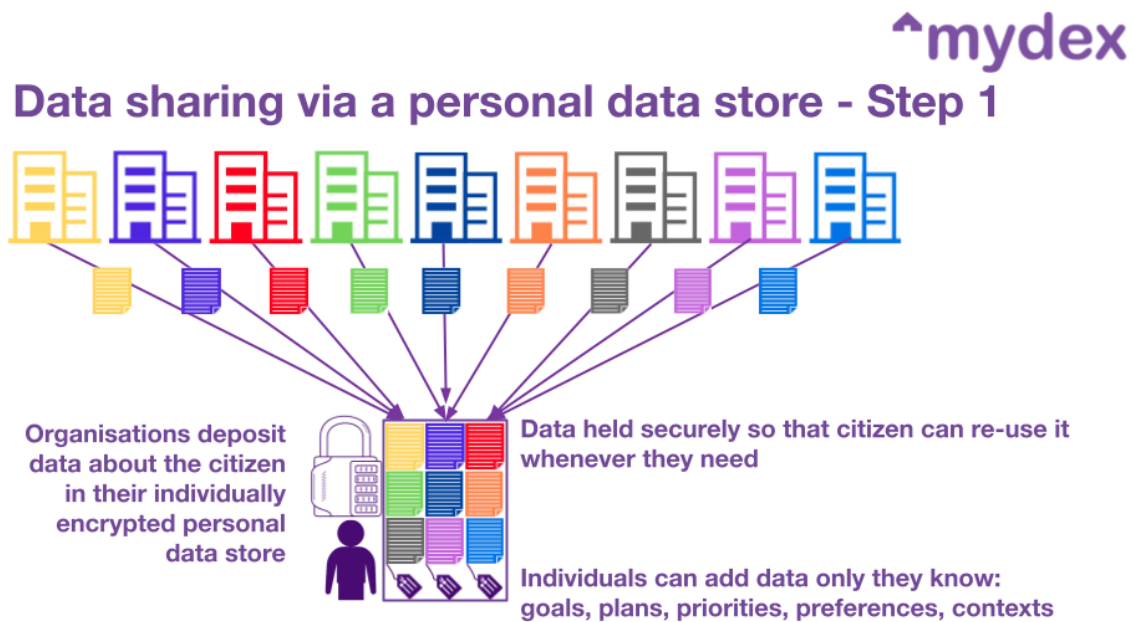 mydex
Data sharing via a personal data store - Step 1
Organisations deposit
data about the citizen
in their individually
encrypted personal
data store
Data held securely so that citizen can re-use it
whenever they need
Individuals can add data only they know:
goals, plans, priorities, preferences, contexts